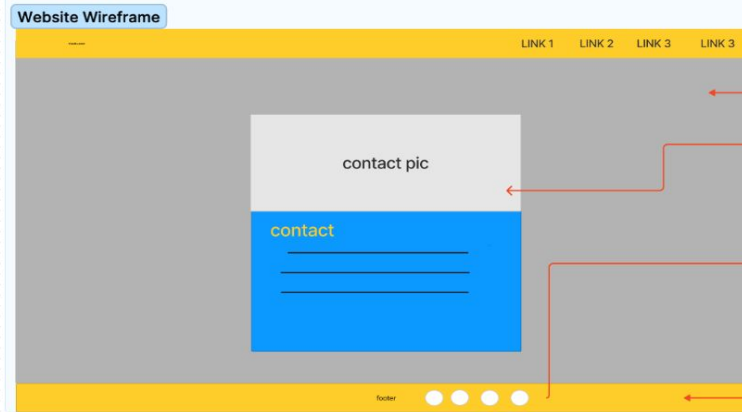 Website Wireframe
LINK 1 LINK 2 LINK 3 LINK 3
contact pic
contact
footer